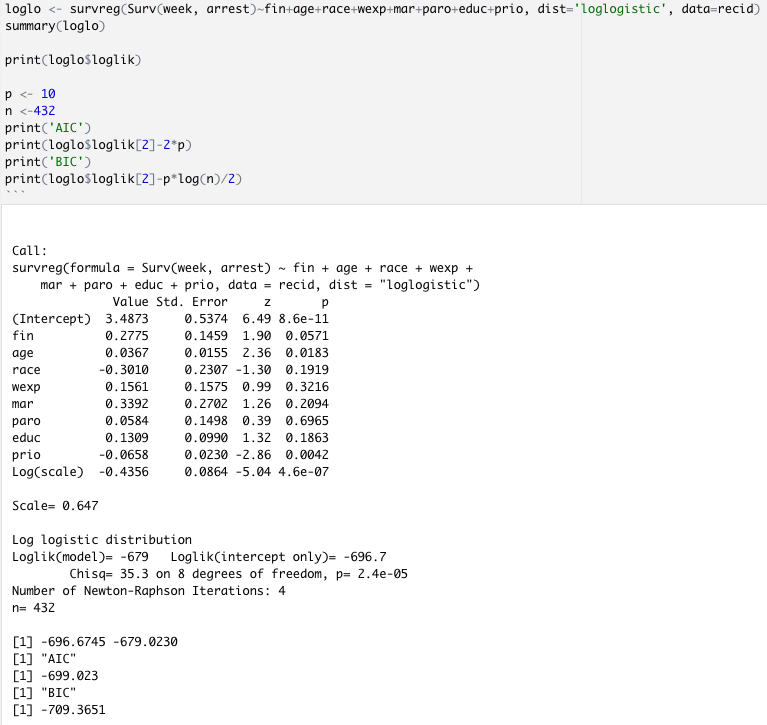 loglo <- survreg(Surv(week, arrest)~fin+age+race+wexp+mar+paro+educ+prio, dist='loglogistic', data=recid)
summary(loglo)
print(loglo$loglik)
p <- 10
n <-432
print('AIC')
print(loglo$loglik[2]-2*p)
print('BIC')
print(loglo$loglik[2]-p*log(n)/2)
```
Call:
survreg(formula = Surv(week, arrest) ~ fin + age + race + wexp +
    mar + paro + educ + prio, data = recid, dist = "loglogistic")
              Value Std. Error     z       p
(Intercept)  3.4873     0.5374  6.49 8.6e-11
fin          0.2775     0.1459  1.90  0.0571
age          0.0367     0.0155  2.36  0.0183
race        -0.3010     0.2307 -1.30  0.1919
wexp         0.1561     0.1575  0.99  0.3216
mar          0.3392     0.2702  1.26  0.2094
paro         0.0584     0.1498  0.39  0.6965
educ         0.1309     0.0990  1.32  0.1863
prio        -0.0658     0.0230 -2.86  0.0042
Log(scale)  -0.4356     0.0864 -5.04 4.6e-07
Scale= 0.647
Log logistic distribution
Loglik(model)= -679   Loglik(intercept only)= -696.7
        Chisq= 35.3 on 8 degrees of freedom, p= 2.4e-05
Number of Newton-Raphson Iterations: 4
n= 432
[1] -696.6745 -679.0230
[1] "AIC"
[1] -699.023
[1] "BIC"
[1] -709.3651